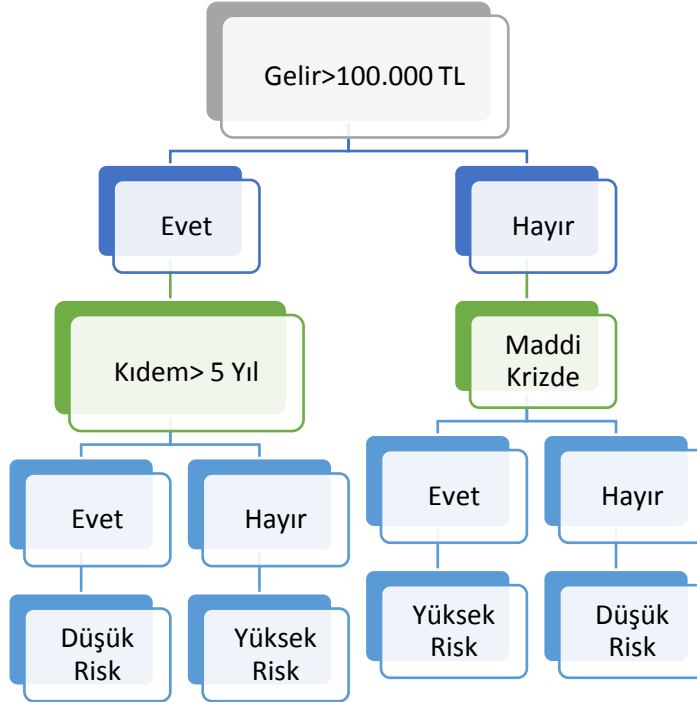 Gelir>100.000 TL
Evet
Hayır
Kıdem> 5 Yıl
Maddi
Krizde
Evet
Hayır
Evet
Hayır
Düşük
Risk
Yüksek
Risk
Yüksek
Risk
Düşük
Risk